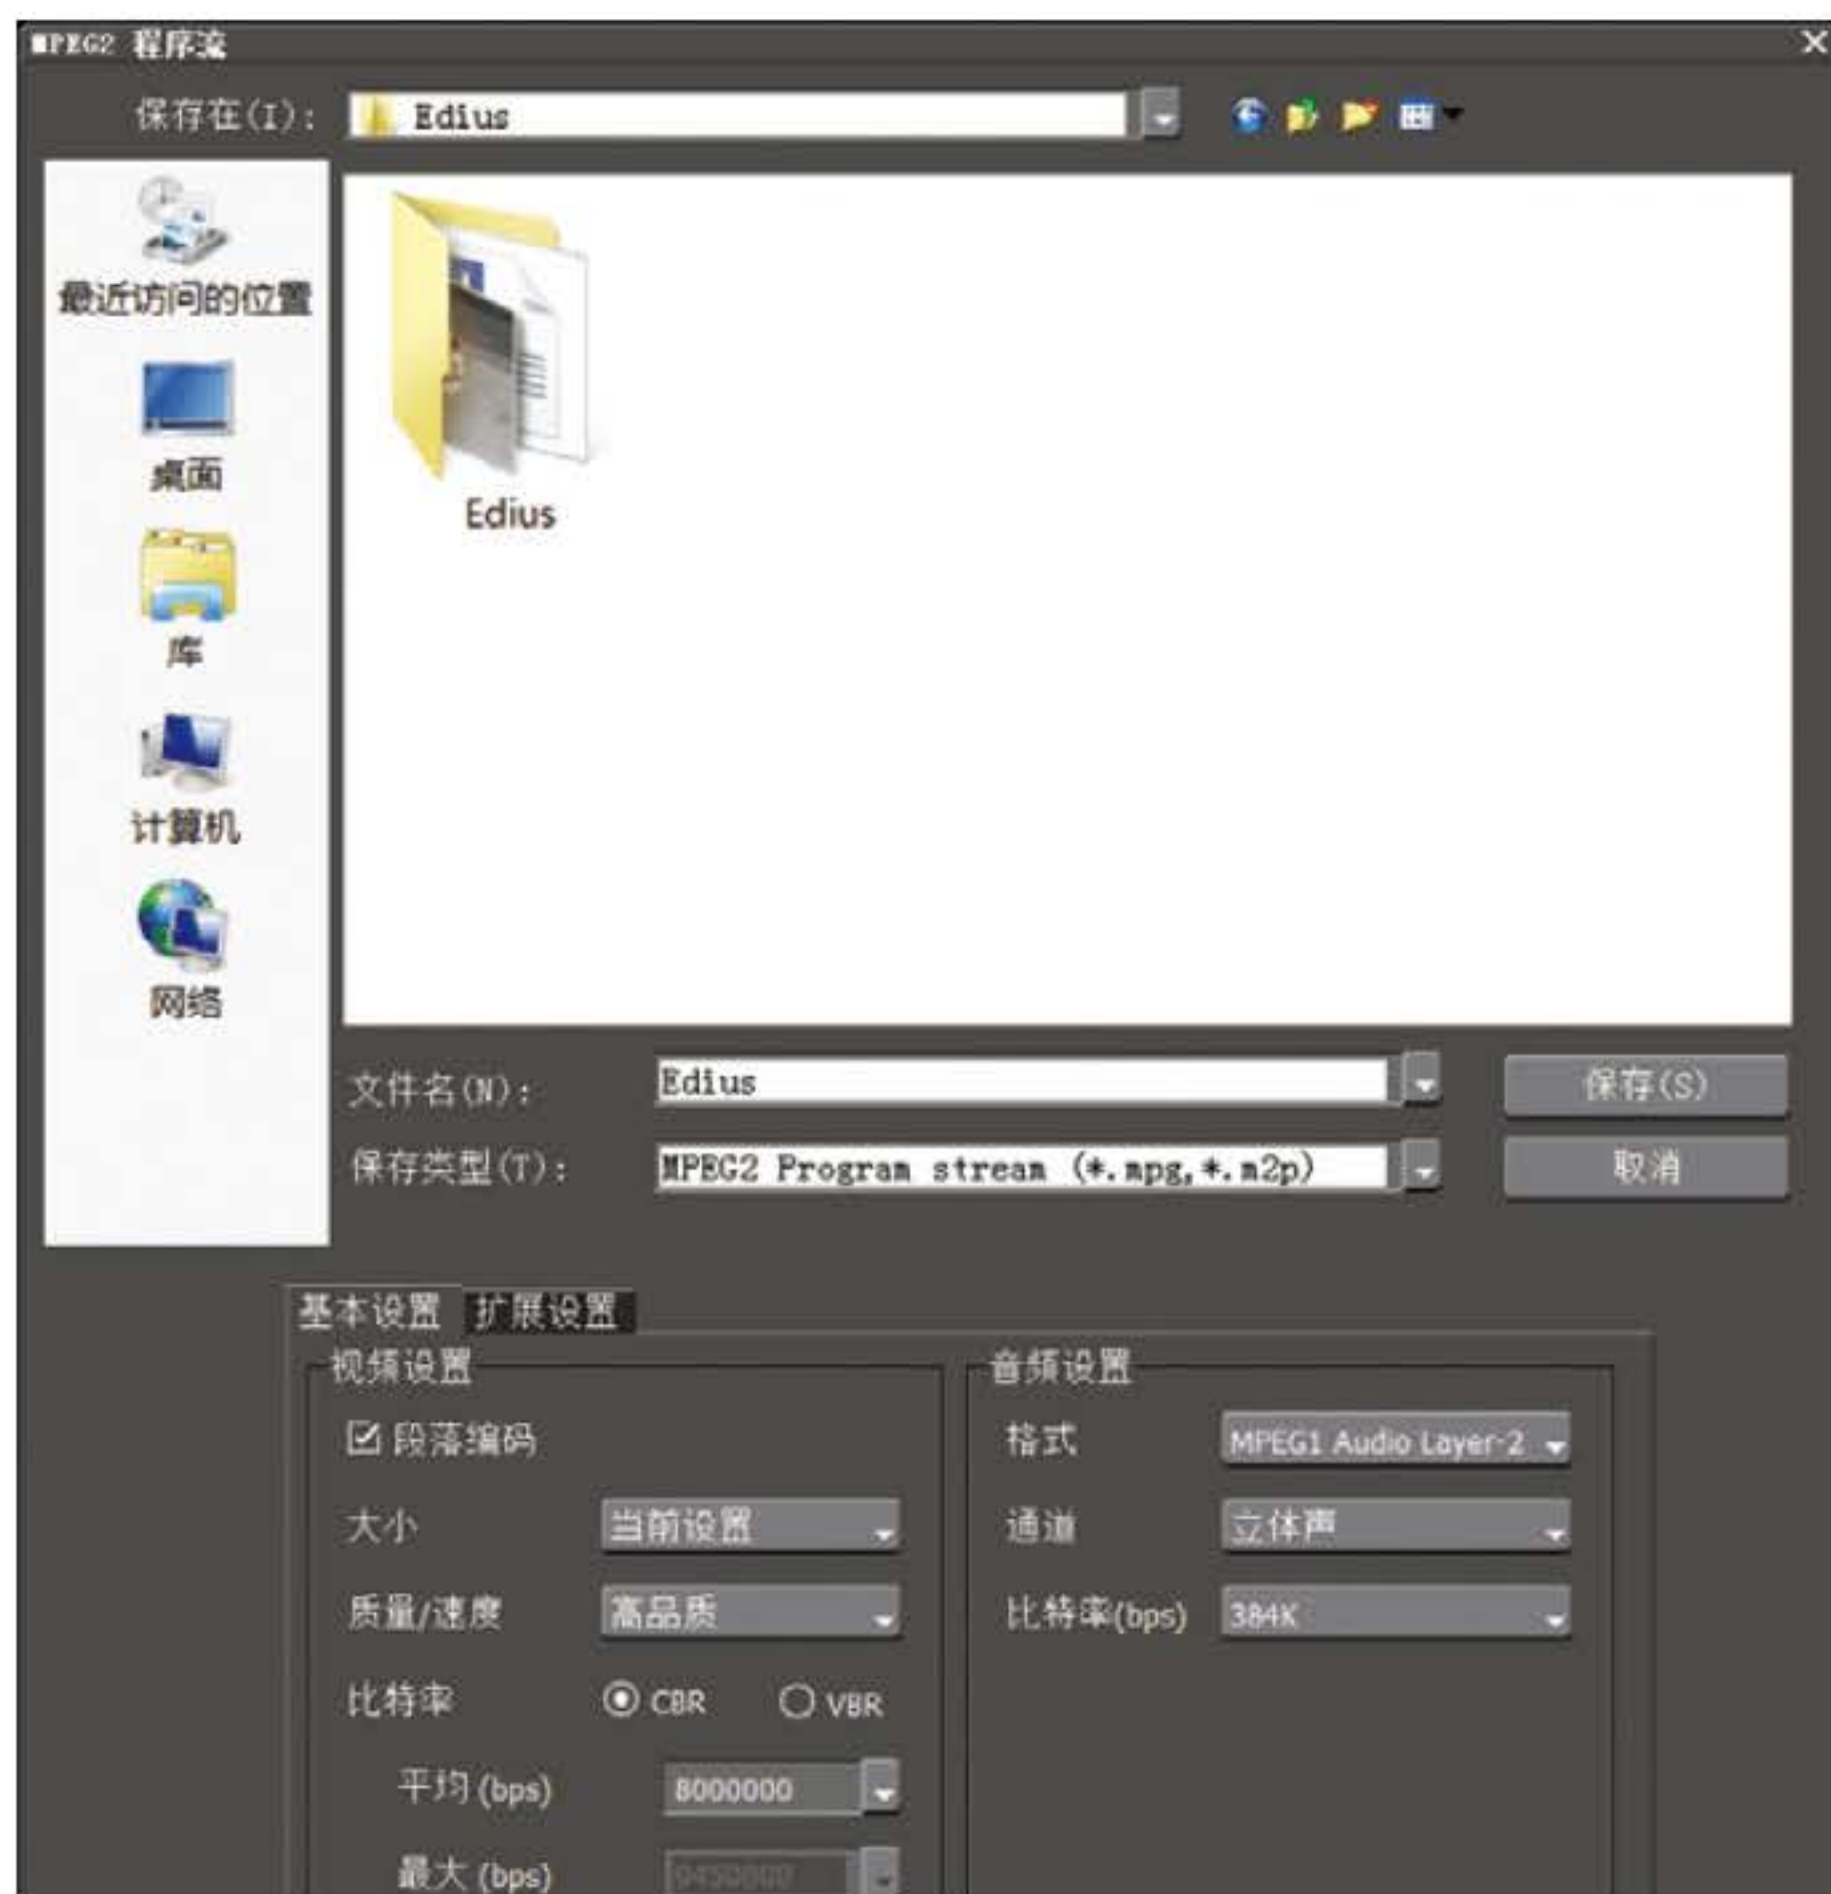 MPEG2 程序流
保存在(I):
Edius
最近访问的位置
桌面
库
计算机
网络
Edius
文件名(N):
Edius
保存(S)
保存类型(T):
MPEG2 Program stream (*.mpg,*.m2p)
取消
基本设置
扩展设置
视频设置
段落编码
大小
当前设置
质量/速度
高品质
比特率
CBR
VBR
平均 (bps)
8000000
最大 (bps)
音频设置
格式
MPEG1 Audio Layer-2
通道
立体声
比特率(bps)
384K